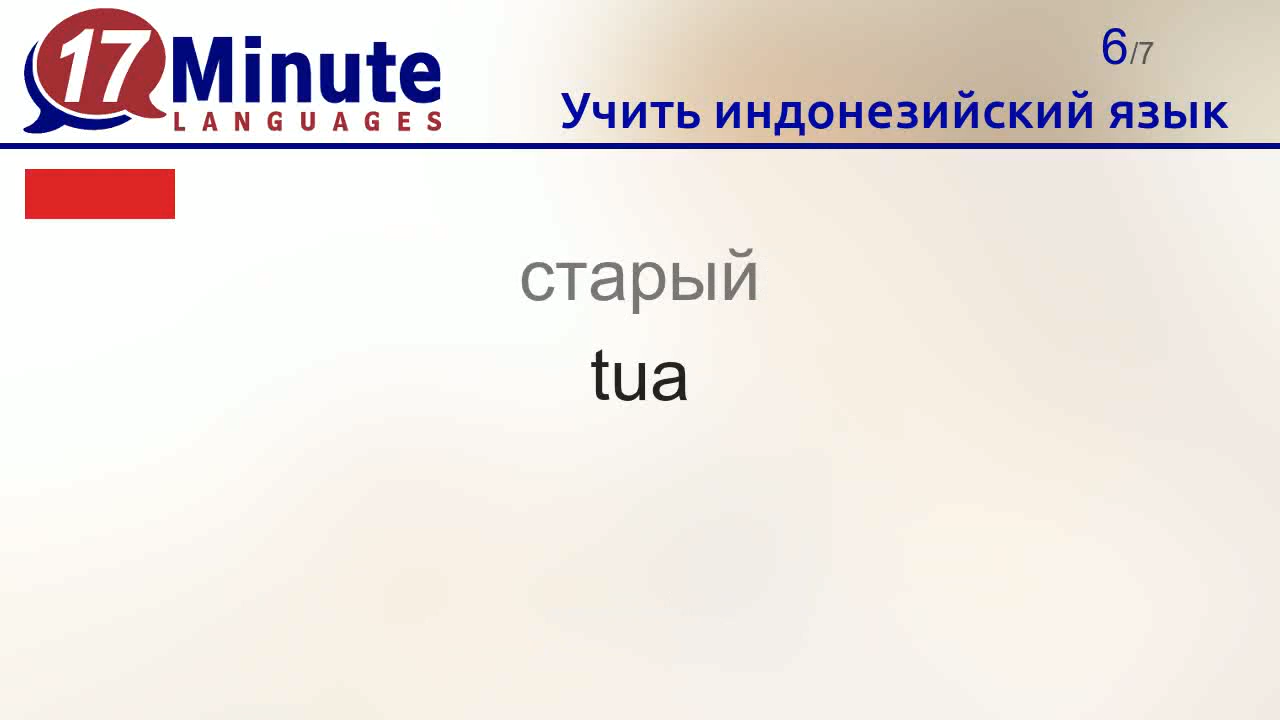 17 Minute
LANGUAGES
6/7
Учить индонезийский язык
старый
tua